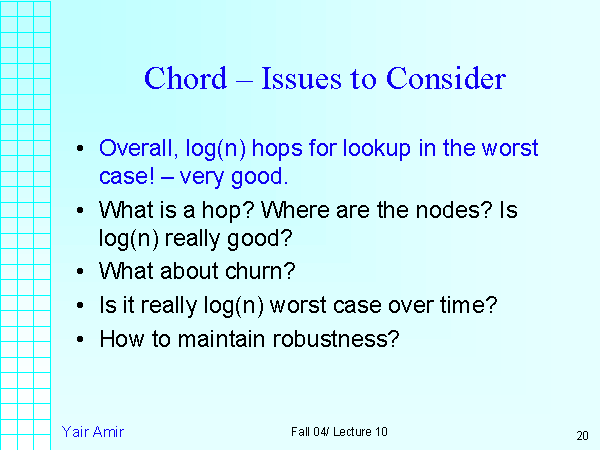 Chord – Issues to Consider
• Overall, log(n) hops for lookup in the worst
case! – very good.
• What is a hop? Where are the nodes? Is
log(n) really good?
• What about churn?
• Is it really log(n) worst case over time?
• How to maintain robustness?
Yair Amir
Fall 04/ Lecture 10
20